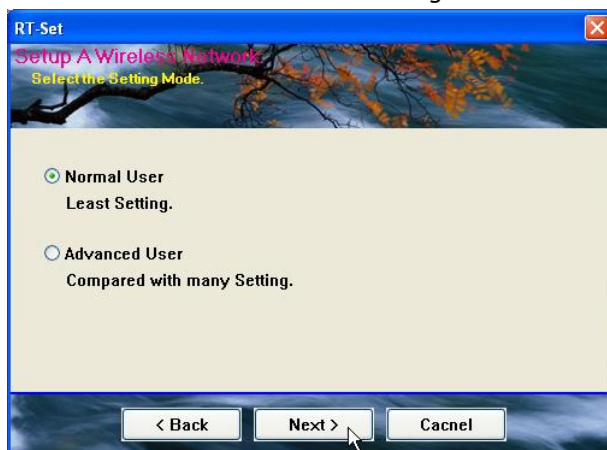 RT-Set
Setup A Wireless Network.
Select the Setting Mode.
Normal User
Least Setting.
Advanced User
Compared with many Setting.
< Back
Next >
Cacnel